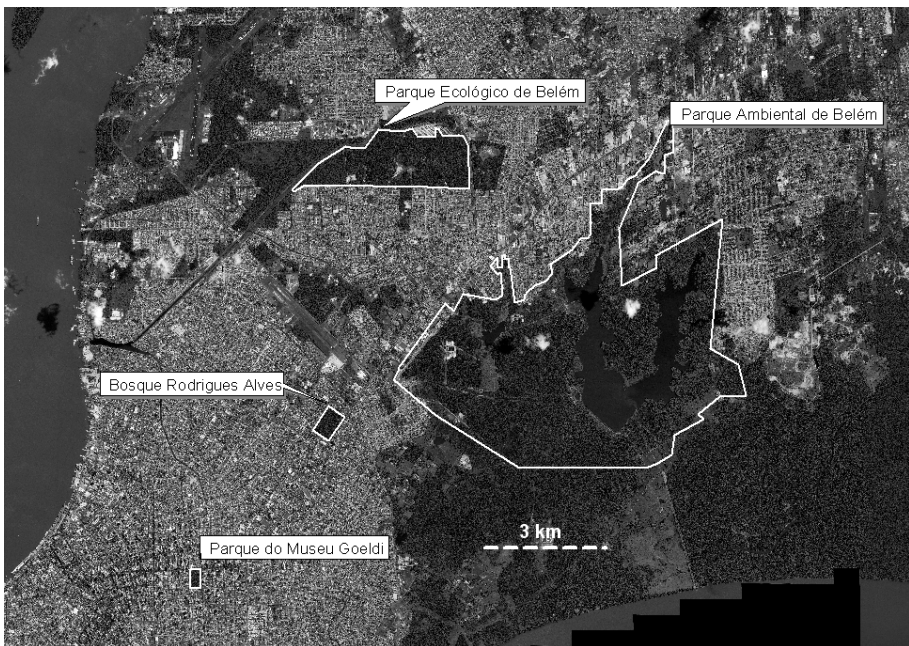 Parque Ecológico de Belém
Parque Ambiental de Belém
Bosque Rodrigues Alves
3 km
Parque do Museu Goeldi